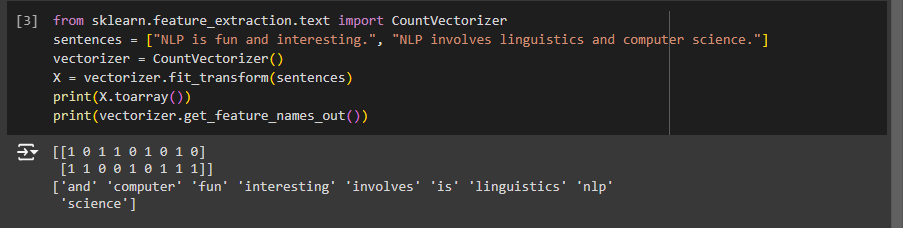 [3] from sklearn.feature_extraction.text import CountVectorizer
sentences = ["NLP is fun and interesting.", "NLP involves linguistics and computer science."]
vectorizer = CountVectorizer()
X = vectorizer.fit_transform(sentences)
print(X.toarray())
print(vectorizer.get_feature_names_out())
[[1 0 1 1 0 1 0 1 0]
[1 1 0 0 1 0 1 1 1]]
['and' 'computer' 'fun' 'interesting' 'involves' 'is' 'linguistics' 'nlp'
'science']